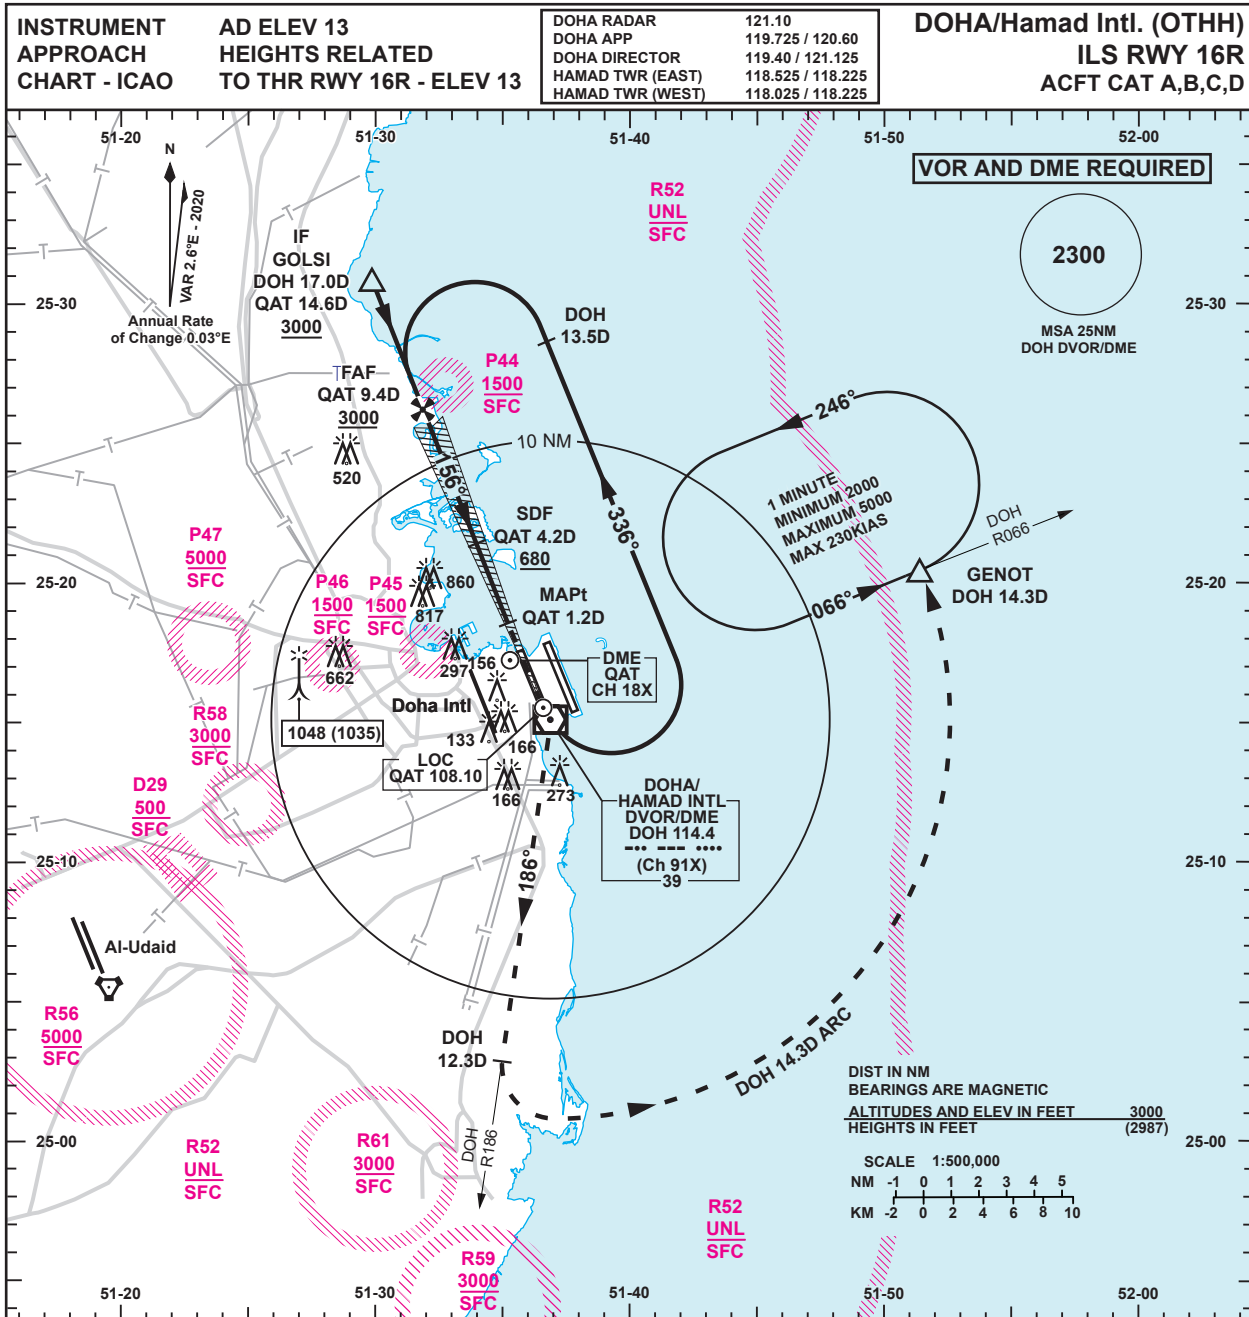 INSTRUMENT
APPROACH
CHART - ICAO
AD ELEV 13
HEIGHTS RELATED
TO THR RWY 16R - ELEV 13
DOHA RADAR 121.10
DOHA APP 119.725 / 120.60
DOHA DIRECTOR 119.40 / 121.125
HAMAD TWR (EAST) 118.525 / 118.225
HAMAD TWR (WEST) 118.025 / 118.225
DOHA/Hamad Intl. (OTHH)
ILS RWY 16R
ACFT CAT A,B,C,D
51-20
51-30
51-40
51-50
52-00
N
VAR 2.6°E - 2020
Annual Rate
of Change 0.03°E
IF
GOLSI
DOH 17.0D
QAT 14.6D
3000
R52
UNL
SFC
VOR AND DME REQUIRED
2300
MSA 25NM
DOH DVOR/DME
25-30
25-30
DOH
13.5D
FAF
QAT 9.4D
3000
P44
1500
SFC
520
10 NM
156°
336°
246°
1 MINUTE
MINIMUM 2000
MAXIMUM 5000
MAX 230KIAS
066°
DOH
R066
GENOT
DOH 14.3D
SDF
QAT 4.2D
680
MAPt
QAT 1.2D
P47
5000
SFC
25-20
25-20
P46
1500
SFC
P45
1500
SFC
860
817
662
297
156
DME
QAT
CH 18X
1048 (1035)
Doha Intl
133
166
LOC
QAT 108.10
166
273
R58
3000
SFC
D29
500
SFC
DOHA/
HAMAD INTL
DVOR/DME
DOH 114.4
(Ch 91X)
39
25-10
25-10
186°
Al-Udaid
R56
5000
SFC
DOH
12.3D
DOH 14.3D ARC
DOH
R186
DIST IN NM
BEARINGS ARE MAGNETIC
ALTITUDES AND ELEV IN FEET 3000
HEIGHTS IN FEET (2987)
25-00
25-00
R52
UNL
SFC
R61
3000
SFC
SCALE 1:500,000
NM -1 0 1 2 3 4 5
KM -2 0 2 4 6 8 10
R52
UNL
SFC
R59
3000
SFC
51-20
51-30
51-40
51-50
52-00